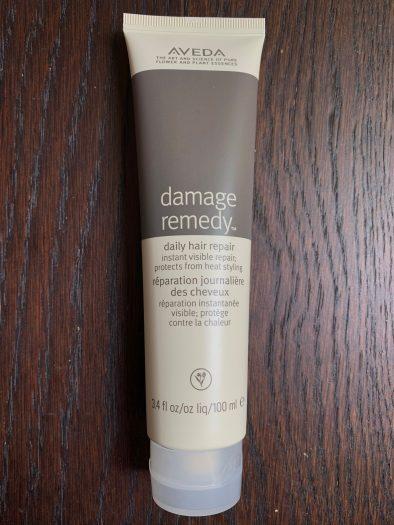 AVEDA
THE ART AND SCIENCE OF PURE
FLOWER AND PLANT ESSENCES
damage
remedy™
daily hair repair
instant visible repair;
protects from heat styling
réparation journalière
des cheveux
réparation instantanée
visible; protège
contre la chaleur
3.4 fl oz/oz liq/100 ml ℮